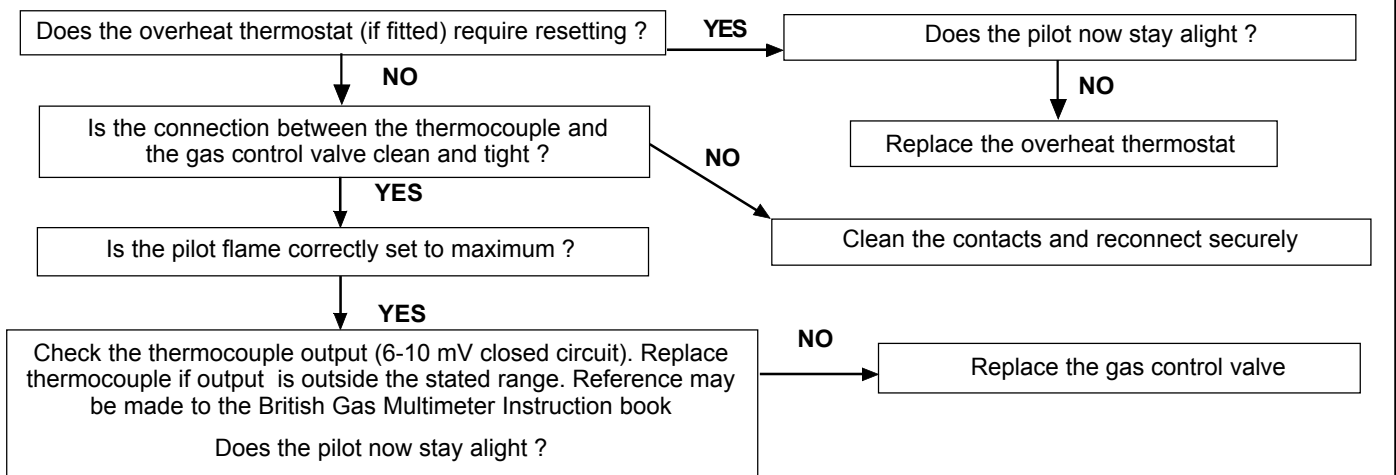 Does the overheat thermostat (if fitted) require resetting ?
YES
Does the pilot now stay alight ?
NO
NO
Is the connection between the thermocouple and
the gas control valve clean and tight ?
Replace the overheat thermostat
NO
YES
Clean the contacts and reconnect securely
Is the pilot flame correctly set to maximum ?
YES
Check the thermocouple output (6-10 mV closed circuit). Replace
thermocouple if output is outside the stated range. Reference may
be made to the British Gas Multimeter Instruction book
Does the pilot now stay alight ?
NO
Replace the gas control valve